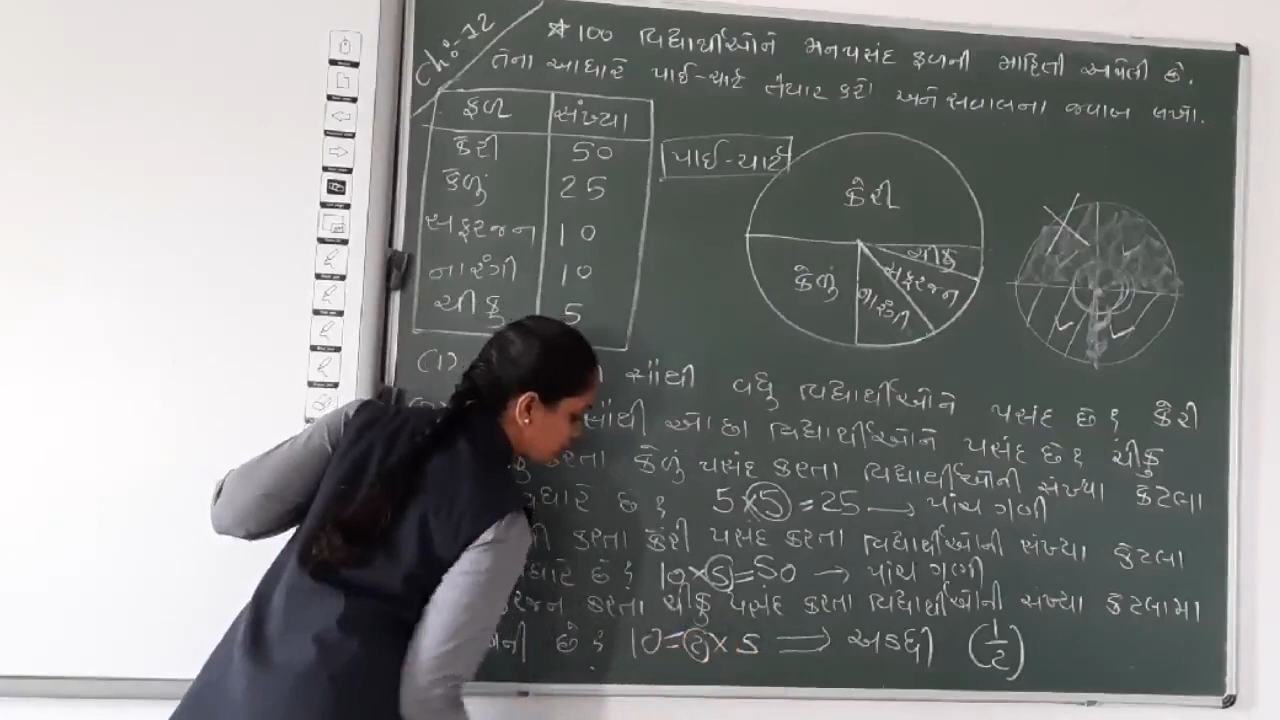 Ch:-12
* 100 વિદ્યાર્થીઓને મનપસંદ ફળની માહિતી આપેલી છે.
તેના આધારે પાઈ-ચાર્ટ તૈયાર કરો અને સવાલના જવાબ લખો.
ફળ સંખ્યા
કેરી 50
કેળું 25
સફરજન 10
નારંગી 10
ચીકુ 5
પાઈ-ચાર્ટ
કેરી
ચીકુ
કેળું
સફરજન
નારંગી
(1) સૌથી વધુ વિદ્યાર્થીઓને પસંદ છે? કેરી
સૌથી ઓછા વિદ્યાર્થીઓને પસંદ છે? ચીકુ
કરતા કેળું પસંદ કરતા વિદ્યાર્થીઓની સંખ્યા કેટલા
વધારે છે? 5 × 5 = 25 → પાંચ ગણી
કરતા કેરી પસંદ કરતા વિદ્યાર્થીઓની સંખ્યા કેટલા
છે? 10 × 5 = 50 → પાંચ ગણી
કરતા ચીકુ પસંદ કરતા વિદ્યાર્થીઓની સંખ્યા કેટલામા
છે? 10 = 2 × 5 ⇒ અડધી (1/2)